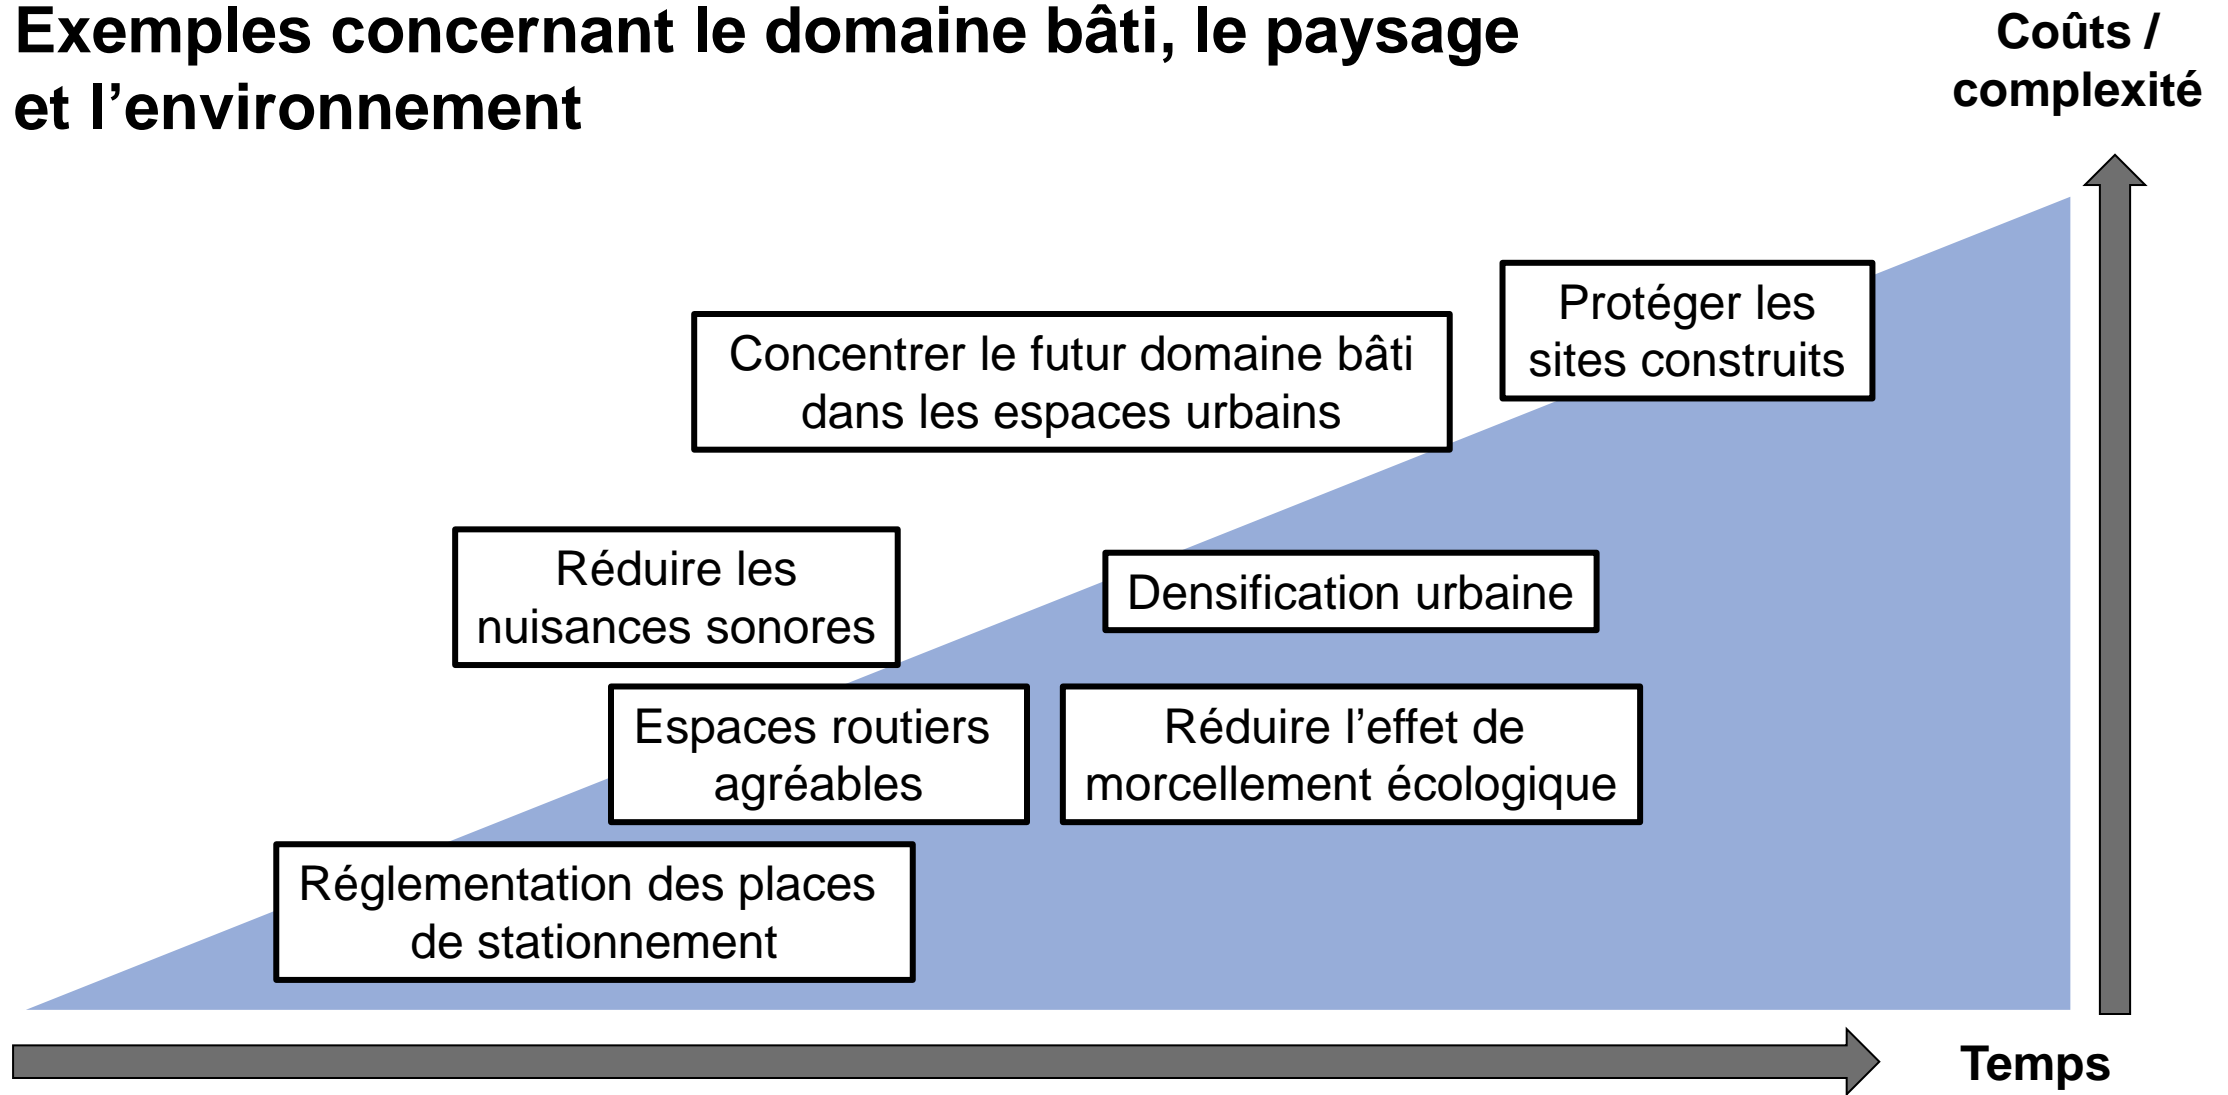 Exemples concernant le domaine bâti, le paysage
et l’environnement
Coûts /
complexité
Protéger les
sites construits
Concentrer le futur domaine bâti
dans les espaces urbains
Réduire les
nuisances sonores
Densification urbaine
Espaces routiers
agréables
Réduire l’effet de
morcellement écologique
Réglementation des places
de stationnement
Temps